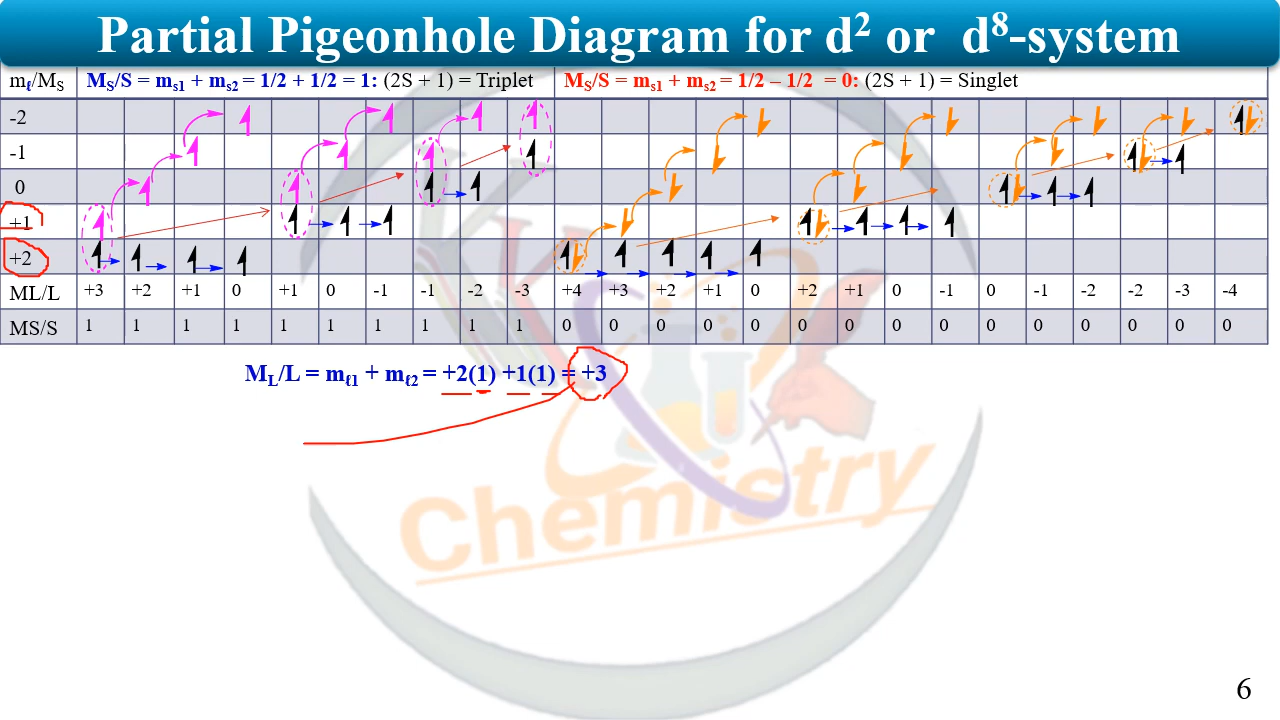 Partial Pigeonhole Diagram for d² or d⁸-system
mℓ/MS MS/S = ms1 + ms2 = 1/2 + 1/2 = 1: (2S + 1) = Triplet MS/S = ms1 + ms2 = 1/2 – 1/2 = 0: (2S + 1) = Singlet
-2
-1
0
+1
+2
ML/L +3 +2 +1 0 +1 0 -1 -1 -2 -3 +4 +3 +2 +1 0 +2 +1 0 -1 0 -1 -2 -2 -3 -4
MS/S 1 1 1 1 1 1 1 1 1 1 0 0 0 0 0 0 0 0 0 0 0 0 0 0 0
ML/L = mℓ1 + mℓ2 = +2(1) +1(1) = +3
Chemistry
6